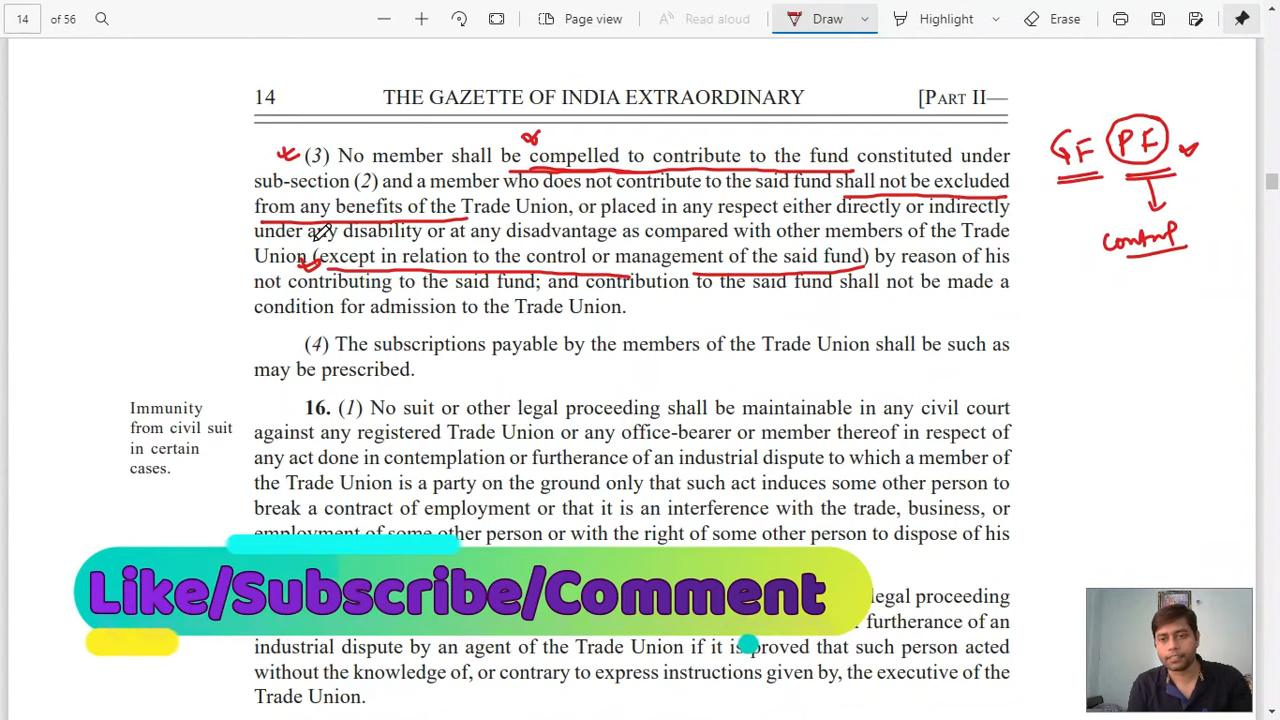 14 of 56 Page view Read aloud Draw Highlight Erase
14 THE GAZETTE OF INDIA EXTRAORDINARY [PART II—
GF PF
control
(3) No member shall be compelled to contribute to the fund constituted under
sub-section (2) and a member who does not contribute to the said fund shall not be excluded
from any benefits of the Trade Union, or placed in any respect either directly or indirectly
under any disability or at any disadvantage as compared with other members of the Trade
Union (except in relation to the control or management of the said fund) by reason of his
not contributing to the said fund; and contribution to the said fund shall not be made a
condition for admission to the Trade Union.
(4) The subscriptions payable by the members of the Trade Union shall be such as
may be prescribed.
Immunity
from civil suit
in certain
cases.
16. (1) No suit or other legal proceeding shall be maintainable in any civil court
against any registered Trade Union or any office-bearer or member thereof in respect of
any act done in contemplation or furtherance of an industrial dispute to which a member of
the Trade Union is a party on the ground only that such act induces some other person to
break a contract of employment or that it is an interference with the trade, business, or
employment of some other person or with the right of some other person to dispose of his
Like/Subscribe/Comment
legal proceeding
furtherance of an
industrial dispute by an agent of the Trade Union if it is proved that such person acted
without the knowledge of, or contrary to express instructions given by, the executive of the
Trade Union.